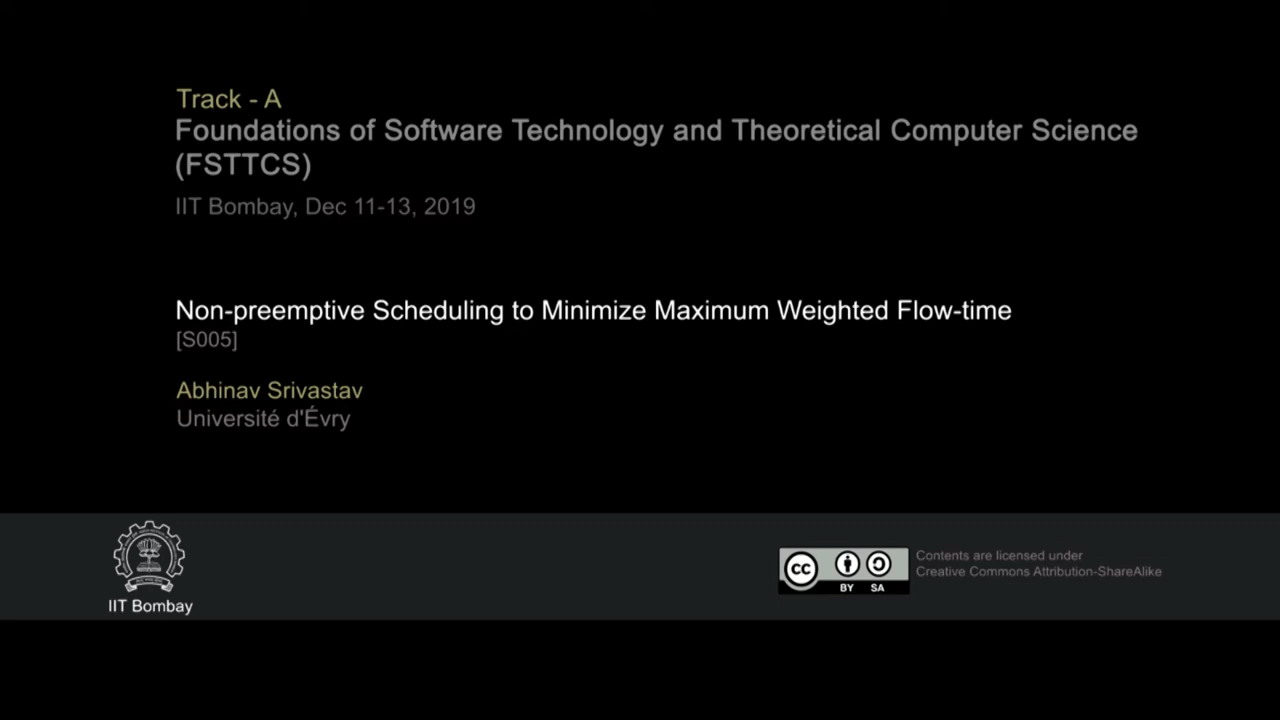 Track - A
Foundations of Software Technology and Theoretical Computer Science
(FSTTCS)
IIT Bombay, Dec 11-13, 2019
Non-preemptive Scheduling to Minimize Maximum Weighted Flow-time
[S005]
Abhinav Srivastav
Université d'Évry
IIT Bombay
cc
BY SA
Contents are licensed under
Creative Commons Attribution-ShareAlike